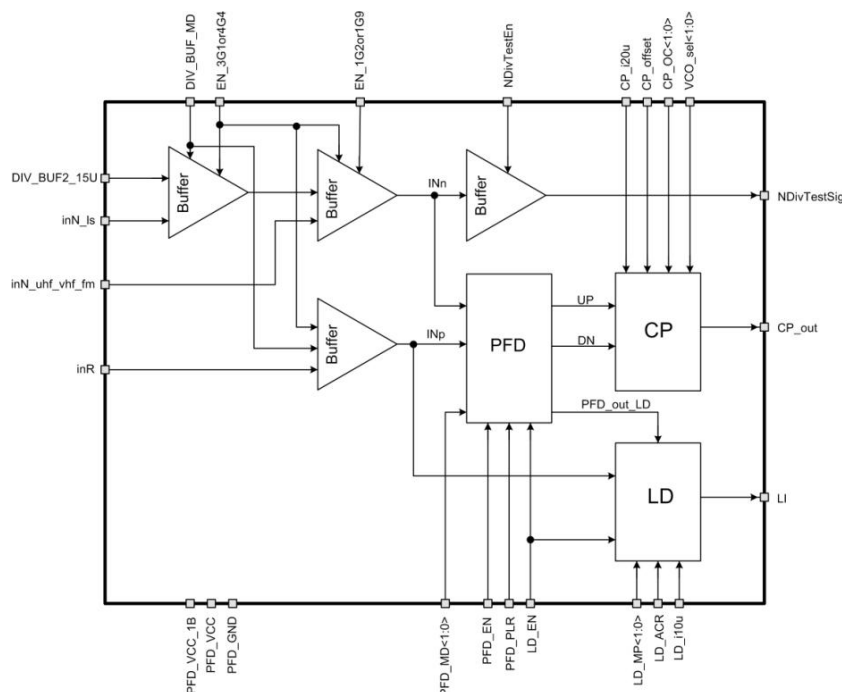 DIV_BUF_MD
EN_3G1or4G4
EN_1G2or1G9
NDivTestEn
CP_i20u
CP_offset
CP_OC<1:0>
VCO_sel<1:0>
DIV_BUF2_15U
inN_ls
inN_uhf_vhf_fm
inR
Buffer
Buffer
INn
Buffer
NDivTestSig
Buffer
INp
PFD
UP
DN
CP
CP_out
PFD_out_LD
LD
LI
PFD_VCC_1B
PFD_VCC
PFD_GND
PFD_MD<1:0>
PFD_EN
PFD_PLR
LD_EN
LD_MP<1:0>
LD_ACR
LD_i10u